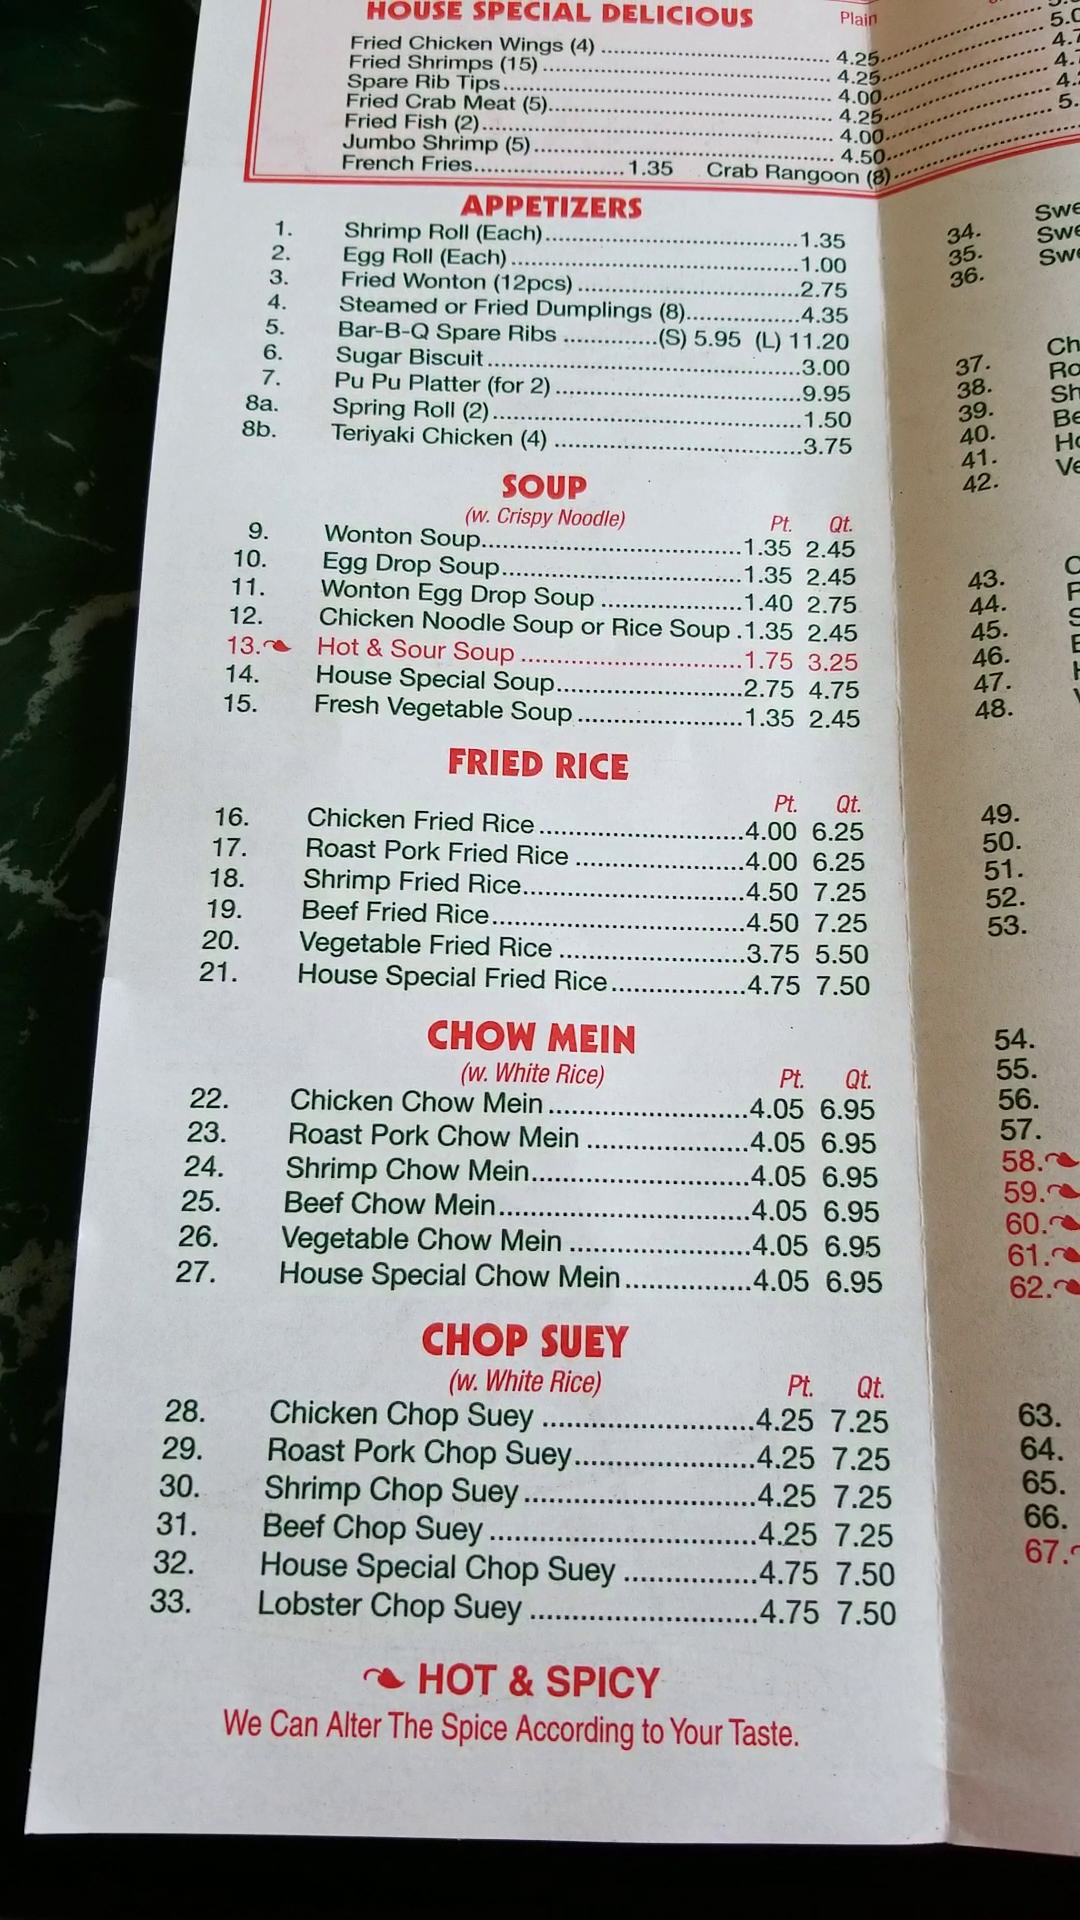 HOUSE SPECIAL DELICIOUS Plain
Fried Chicken Wings (4) ........ 4.25
Fried Shrimps (15) ........ 4.25
Spare Rib Tips ........ 4.00
Fried Crab Meat (5) ........ 4.25
Fried Fish (2) ........ 4.00
Jumbo Shrimp (5) ........ 4.50
French Fries ........ 1.35 Crab Rangoon (8) ........
APPETIZERS
1. Shrimp Roll (Each) ........ 1.35
2. Egg Roll (Each) ........ 1.00
3. Fried Wonton (12pcs) ........ 2.75
4. Steamed or Fried Dumplings (8) ........ 4.35
5. Bar-B-Q Spare Ribs ........ (S) 5.95 (L) 11.20
6. Sugar Biscuit ........ 3.00
7. Pu Pu Platter (for 2) ........ 9.95
8a. Spring Roll (2) ........ 1.50
8b. Teriyaki Chicken (4) ........ 3.75
SOUP
(w. Crispy Noodle) Pt. Qt.
9. Wonton Soup ........ 1.35 2.45
10. Egg Drop Soup ........ 1.35 2.45
11. Wonton Egg Drop Soup ........ 1.40 2.75
12. Chicken Noodle Soup or Rice Soup . 1.35 2.45
13. Hot & Sour Soup ........ 1.75 3.25
14. House Special Soup ........ 2.75 4.75
15. Fresh Vegetable Soup ........ 1.35 2.45
FRIED RICE
Pt. Qt.
16. Chicken Fried Rice ........ 4.00 6.25
17. Roast Pork Fried Rice ........ 4.00 6.25
18. Shrimp Fried Rice ........ 4.50 7.25
19. Beef Fried Rice ........ 4.50 7.25
20. Vegetable Fried Rice ........ 3.75 5.50
21. House Special Fried Rice ........ 4.75 7.50
CHOW MEIN
(w. White Rice) Pt. Qt.
22. Chicken Chow Mein ........ 4.05 6.95
23. Roast Pork Chow Mein ........ 4.05 6.95
24. Shrimp Chow Mein ........ 4.05 6.95
25. Beef Chow Mein ........ 4.05 6.95
26. Vegetable Chow Mein ........ 4.05 6.95
27. House Special Chow Mein ........ 4.05 6.95
CHOP SUEY
(w. White Rice) Pt. Qt.
28. Chicken Chop Suey ........ 4.25 7.25
29. Roast Pork Chop Suey ........ 4.25 7.25
30. Shrimp Chop Suey ........ 4.25 7.25
31. Beef Chop Suey ........ 4.25 7.25
32. House Special Chop Suey ........ 4.75 7.50
33. Lobster Chop Suey ........ 4.75 7.50
HOT & SPICY
We Can Alter The Spice According to Your Taste.
34.
35.
36.
37.
38.
39.
40.
41.
42.
43.
44.
45.
46.
47.
48.
49.
50.
51.
52.
53.
54.
55.
56.
57.
58.
59.
60.
61.
62.
63.
64.
65.
66.
67.